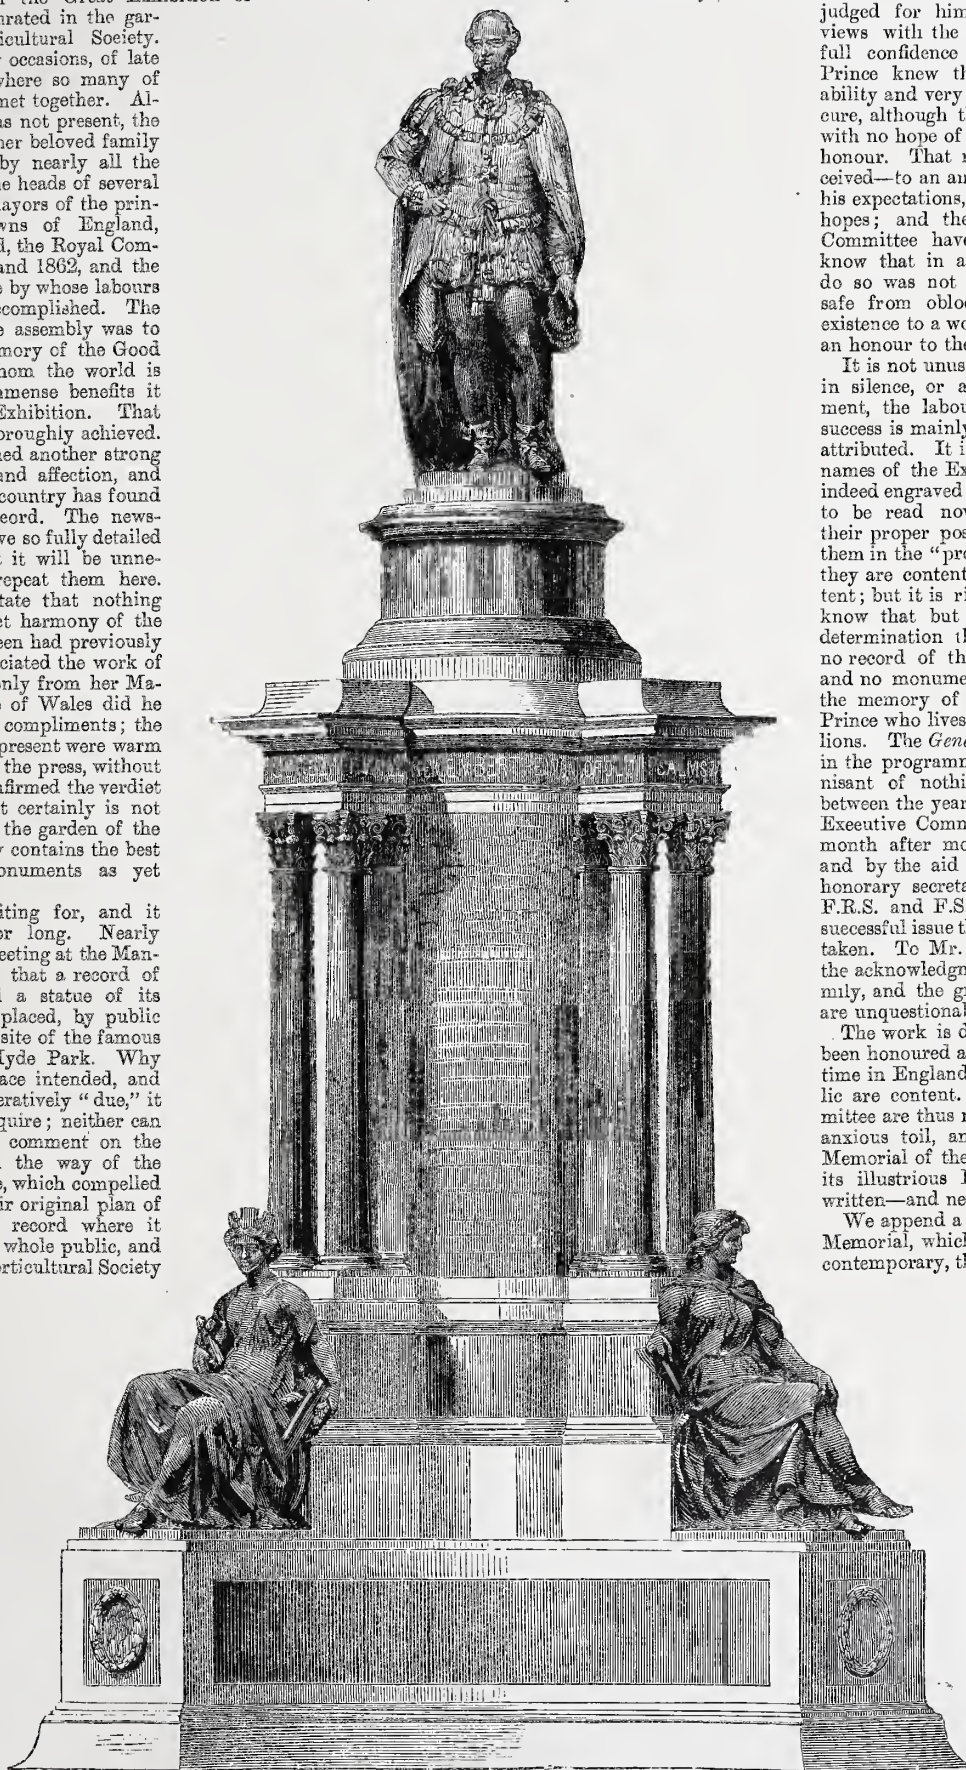 the Great Exhibition of
urated in the gar-
icultural Society.
occasions, of late
where so many of
met together. Al-
as not present, the
her beloved family
by nearly all the
e heads of several
ayors of the prin-
wns of England,
d, the Royal Com-
and 1862, and the
by whose labours
ccomplished. The
e assembly was to
mory of the Good
hom the world is
mmense benefits it
Exhibition. That
oroughly achieved.
ned another strong
and affection, and
country has found
cord. The news-
ve so fully detailed
t it will be unne-
repeat them here.
tate that nothing
et harmony of the
een had previously
ciated the work of
only from her Ma-
of Wales did he
compliments; the
present were warm
the press, without
nfirmed the verdict
t certainly is not
the garden of the
y contains the best
onuments as yet
iting for, and it
or long. Nearly
eeting at the Man-
that a record of
a statue of its
placed, by public
site of the famous
Hyde Park. Why
ace intended, and
eratively “due,” it
quire; neither can
comment on the
the way of the
e, which compelled
ir original plan of
record where it
whole public, and
orticultural Society
judged for him
views with the
full confidence
Prince knew th
ability and very
cure, although t
with no hope of
honour. That r
ceived—to an am
his expectations,
hopes; and the
Committee have
know that in a
do so was not
safe from obloq
existence to a wo
an honour to the
It is not unus
in silence, or a
ment, the labou
success is mainly
attributed. It i
names of the Ex
indeed engraved
to be read nov
their proper pos
them in the “pro
they are content
tent; but it is ri
know that but
determination th
no record of th
and no monume
the memory of
Prince who lives
lions. The Gene
in the programm
nisant of nothi
between the year
Executive Comm
month after mo
and by the aid
honorary secreta
F.R.S. and F.S
successful issue t
taken. To Mr.
the acknowledgm
mily, and the gr
are unquestional
The work is d
been honoured a
time in England
lic are content.
mittee are thus r
anxious toil, an
Memorial of the
its illustrious
written—and ne
We append a
Memorial, which
contemporary, th